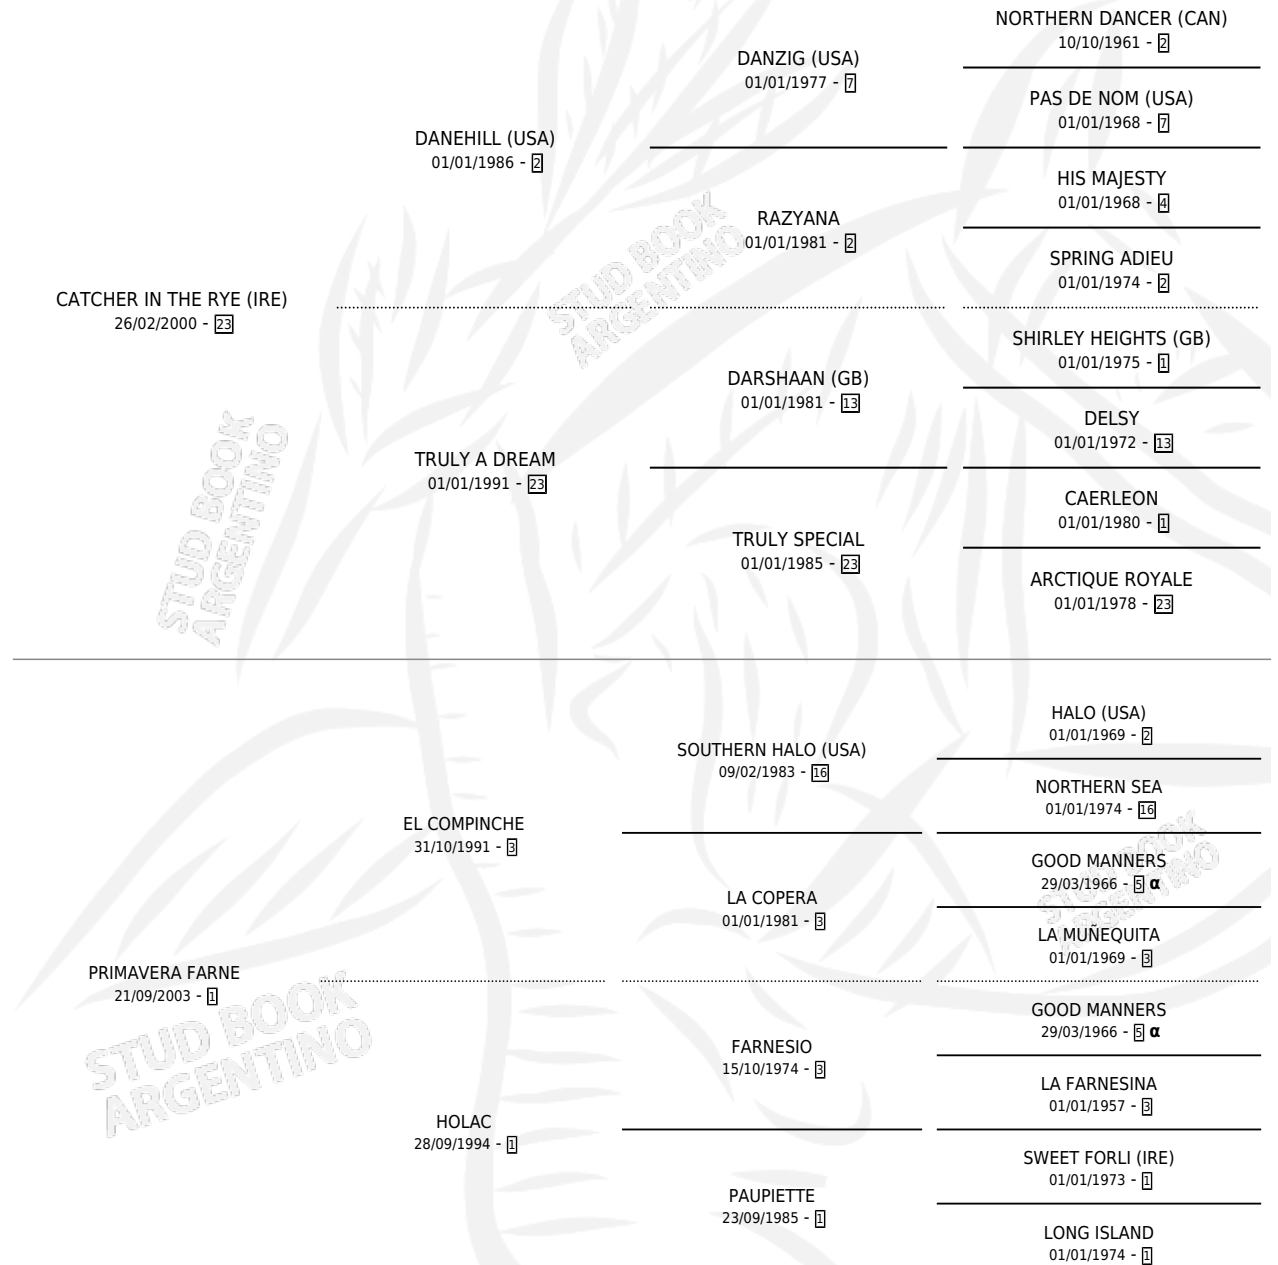 NORTHERN DANCER (CAN)
10/10/1961 - 2
DANZIG (USA)
01/01/1977 - 7
PAS DE NOM (USA)
01/01/1968 - 7
DANEHILL (USA)
01/01/1986 - 2
HIS MAJESTY
01/01/1968 - 4
RAZYANA
01/01/1981 - 2
SPRING ADIEU
01/01/1974 - 2
CATCHER IN THE RYE (IRE)
26/02/2000 - 23
SHIRLEY HEIGHTS (GB)
01/01/1975 - 1
DARSHAAN (GB)
01/01/1981 - 13
DELSY
01/01/1972 - 13
TRULY A DREAM
01/01/1991 - 23
CAERLEON
01/01/1980 - 1
TRULY SPECIAL
01/01/1985 - 23
ARCTIQUE ROYALE
01/01/1978 - 23
STUD BOOK
ARGENTINO
STUD BOOK
ARGENTINO
HALO (USA)
01/01/1969 - 2
SOUTHERN HALO (USA)
09/02/1983 - 16
NORTHERN SEA
01/01/1974 - 16
EL COMPINCHE
31/10/1991 - 3
GOOD MANNERS
29/03/1966 - 5 α
LA COPERA
01/01/1981 - 3
LA MUÑEQUITA
01/01/1969 - 3
PRIMAVERA FARNE
21/09/2003 - 1
GOOD MANNERS
29/03/1966 - 5 α
FARNESIO
15/10/1974 - 3
LA FARNESINA
01/01/1957 - 3
HOLAC
28/09/1994 - 1
SWEET FORLI (IRE)
01/01/1973 - 1
PAUPIETTE
23/09/1985 - 1
LONG ISLAND
01/01/1974 - 1
STUD BOOK
ARGENTINO
STUD BOOK
ARGENTINO